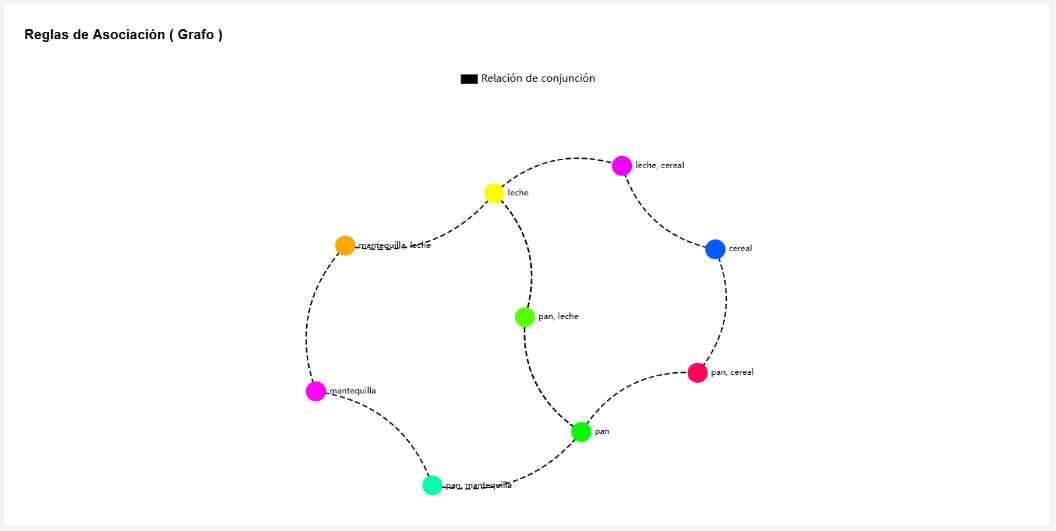 Reglas de Asociación ( Grafo )
Relación de conjunción
leche, cereal
leche
mantequilla, leche
cereal
pan, leche
pan, cereal
mantequilla
pan
pan, mantequilla